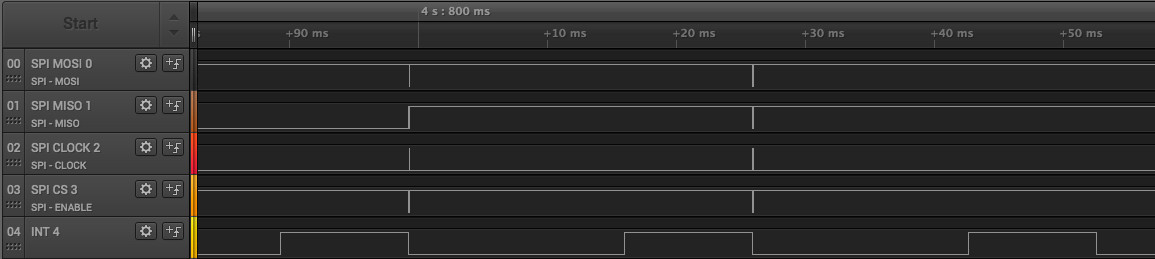 Start
4 s : 800 ms
s
+90 ms
+10 ms
+20 ms
+30 ms
+40 ms
+50 ms
00 SPI MOSI 0
SPI - MOSI
01 SPI MISO 1
SPI - MISO
02 SPI CLOCK 2
SPI - CLOCK
03 SPI CS 3
SPI - ENABLE
04 INT 4